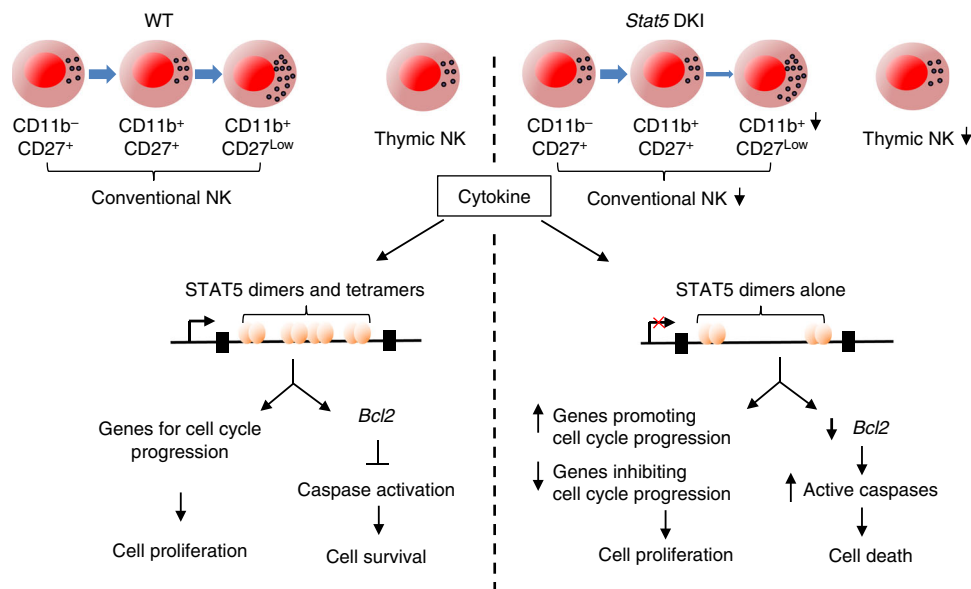 WT
CD11b⁻
CD27⁺
CD11b⁺
CD27⁺
CD11b⁺
CD27ᴸᵒʷ
Thymic NK
Conventional NK
Stat5 DKI
CD11b⁻
CD27⁺
CD11b⁺
CD27⁺
CD11b⁺ ↓
CD27ᴸᵒʷ
Thymic NK ↓
Conventional NK ↓
Cytokine
STAT5 dimers and tetramers
Genes for cell cycle
progression
Cell proliferation
Bcl2
Caspase activation
Cell survival
STAT5 dimers alone
↑ Genes promoting
cell cycle progression
↓ Genes inhibiting
cell cycle progression
Cell proliferation
↓ Bcl2
↑ Active caspases
Cell death